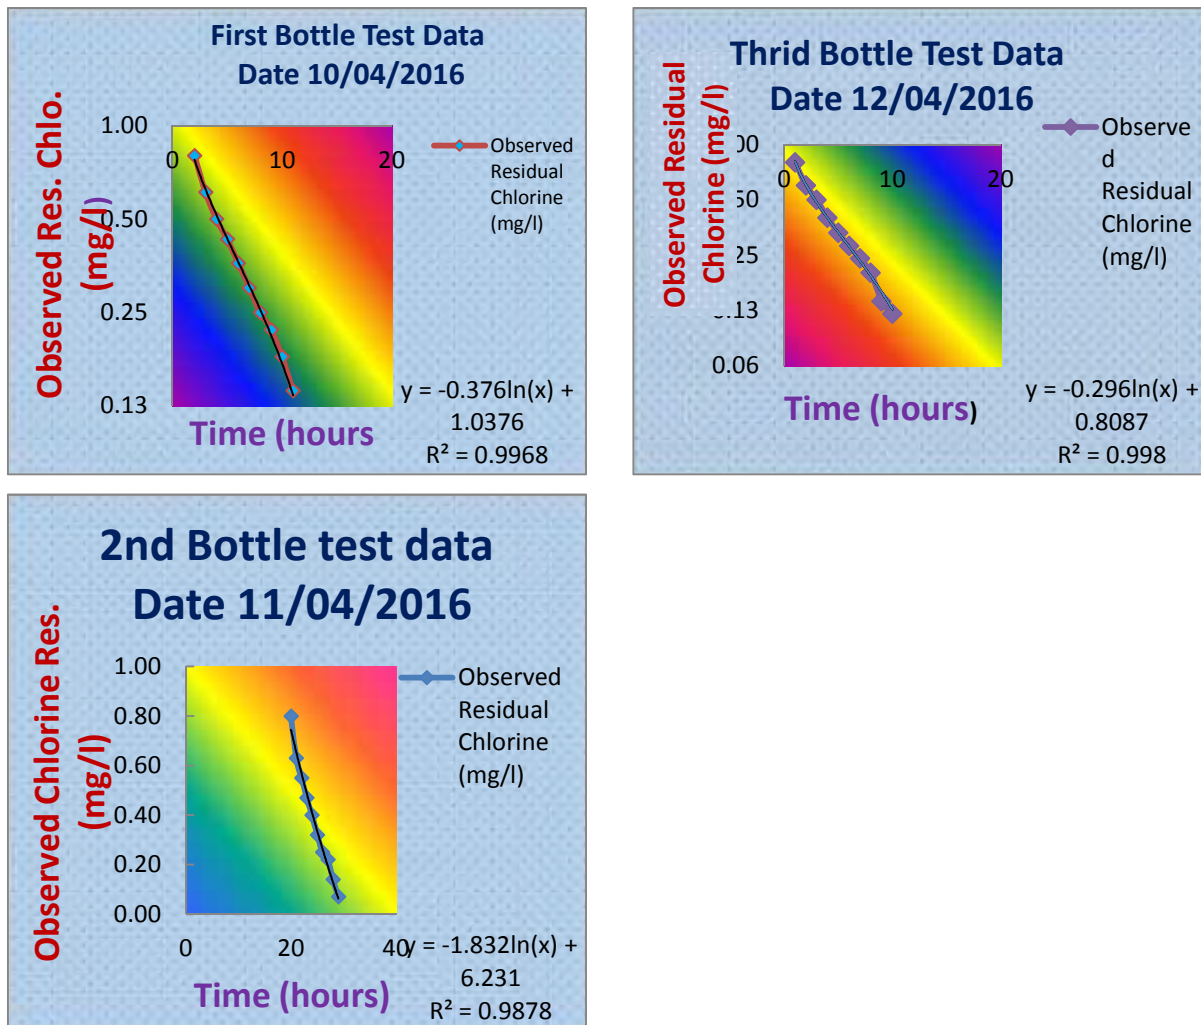 First Bottle Test Data
Date 10/04/2016
Observed Res. Chlo.
(mg/l)
1.00
0.50
0.25
0.13
0
10
20
Observed
Residual
Chlorine
(mg/l)
Time (hours
y = -0.376ln(x) +
1.0376
R² = 0.9968
Thrid Bottle Test Data
Date 12/04/2016
Observed Residual
Chlorine (mg/l)
00
50
25
0.13
0.06
0
10
20
Observe
d
Residual
Chlorine
(mg/l)
Time (hours)
y = -0.296ln(x) +
0.8087
R² = 0.998
2nd Bottle test data
Date 11/04/2016
Observed Chlorine Res.
(mg/l)
1.00
0.80
0.60
0.40
0.20
0.00
0
20
40
Observed
Residual
Chlorine
(mg/l)
Time (hours)
y = -1.832ln(x) +
6.231
R² = 0.9878